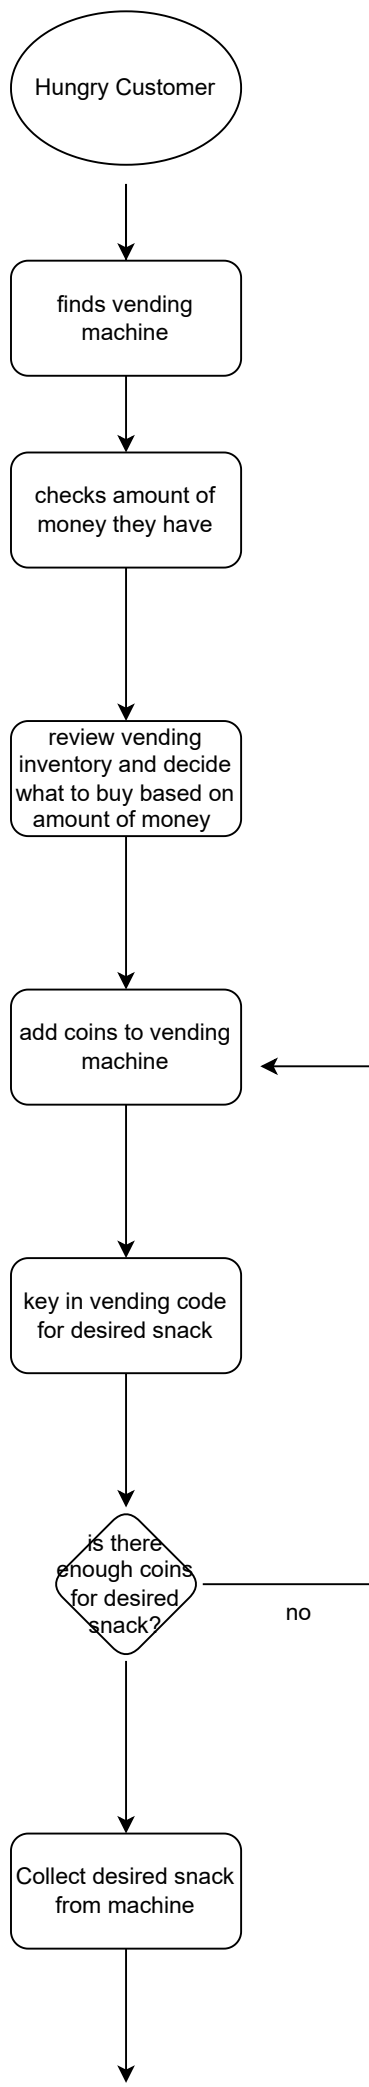 Hungry Customer
finds vending
machine
checks amount of
money they have
review vending
inventory and decide
what to buy based on
amount of money
add coins to vending
machine
key in vending code
for desired snack
is there
enough coins
for desired
snack?
no
Collect desired snack
from machine